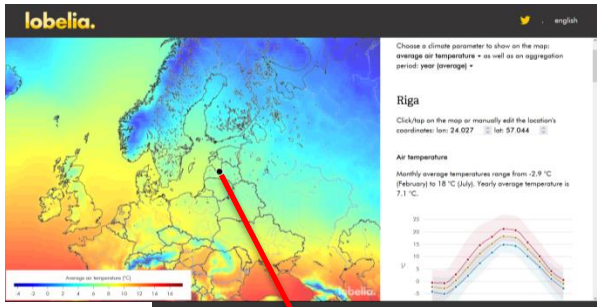 lobelia.
english
Choose a climate parameter to show on the map:
average air temperature as well as an aggregation
period: year (average)
Riga
Click/tap on the map or manually edit the location's
coordinates: lon: 24.027 lat: 57.044
Air temperature
Monthly average temperatures range from -2.9 °C
(February) to 18 °C (July). Yearly average temperature is
7.1 °C.
25
20
15
10
5
0
-5
°C
Average air temperature (°C)
-4 -2 0 2 4 6 8 10 12 14 16 18
lobelia.